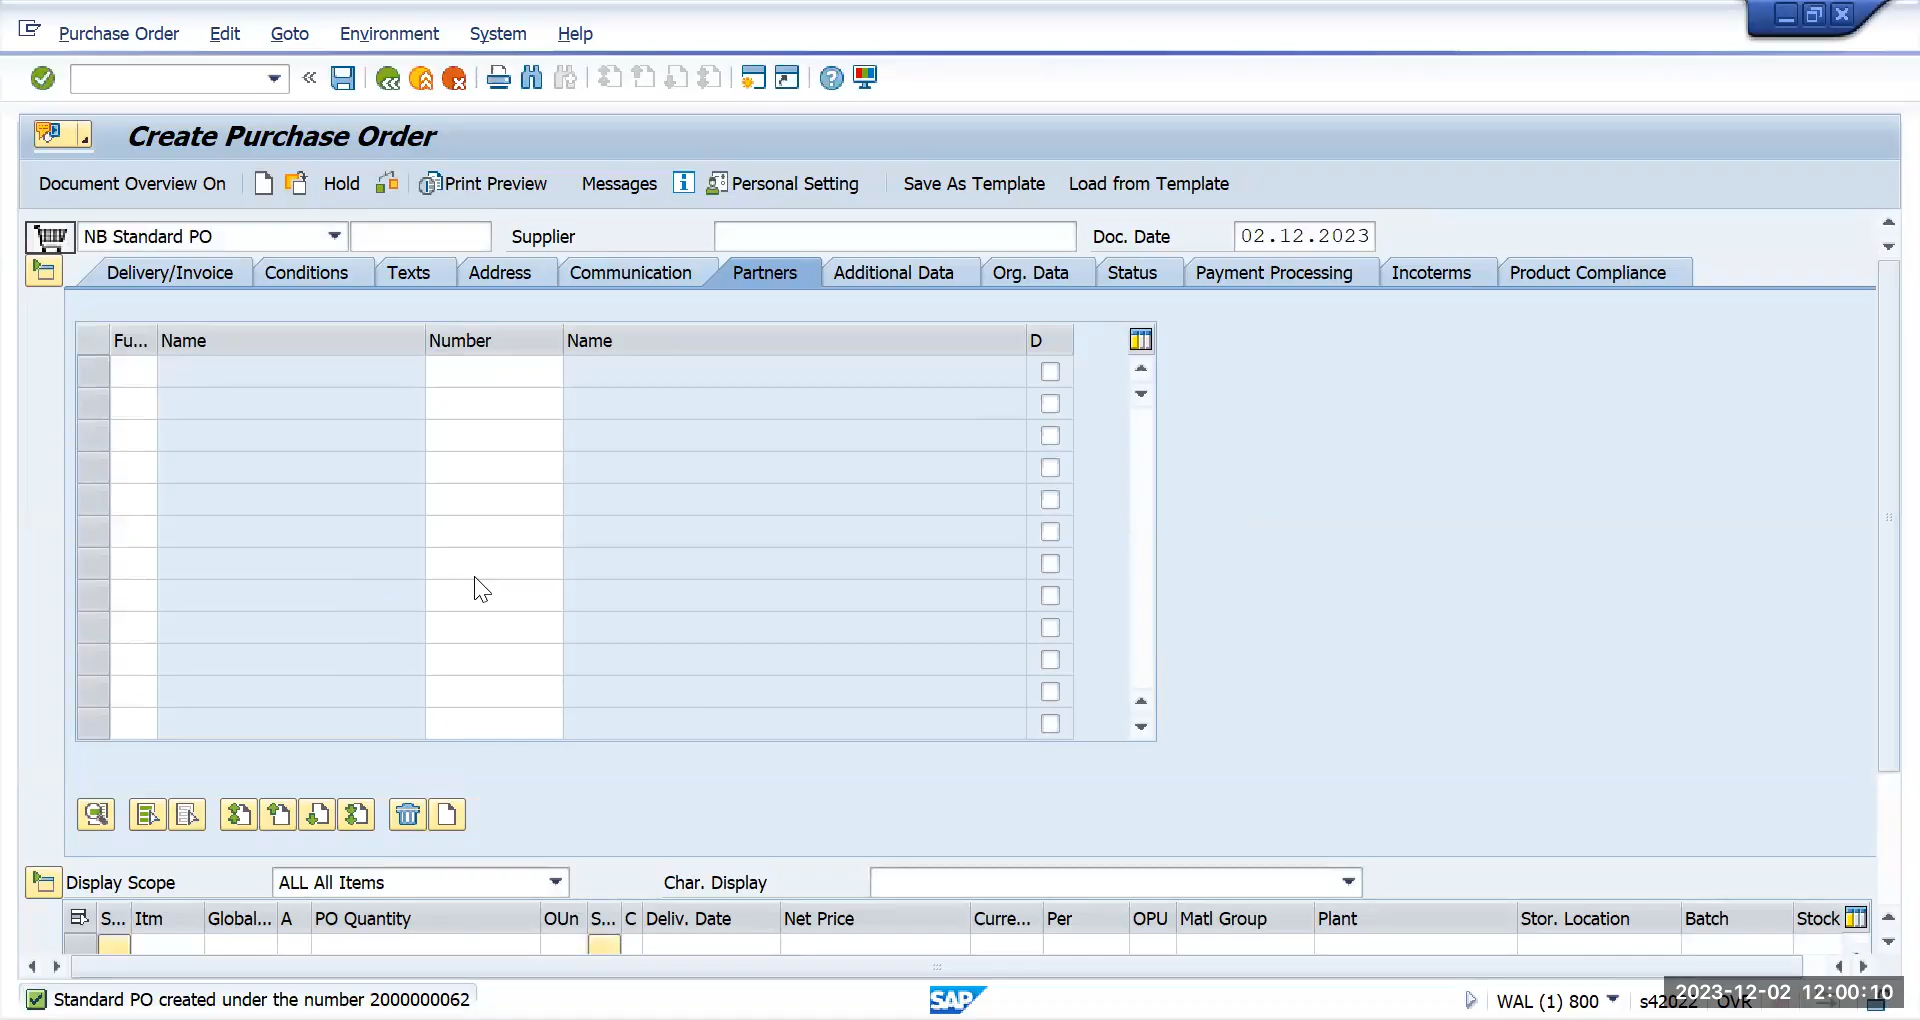 Purchase Order Edit Goto Environment System Help
Create Purchase Order
Document Overview On Hold Print Preview Messages Personal Setting Save As Template Load from Template
NB Standard PO Supplier Doc. Date 02.12.2023
Delivery/Invoice Conditions Texts Address Communication Partners Additional Data Org. Data Status Payment Processing Incoterms Product Compliance
Fu... Name Number Name D
Display Scope ALL All Items Char. Display
S... Itm Global... A PO Quantity OUn S... C Deliv. Date Net Price Curre... Per OPU Matl Group Plant Stor. Location Batch Stock
Standard PO created under the number 2000000062 SAP WAL (1) 800 s42022 OVR
2023-12-02 12:00:10